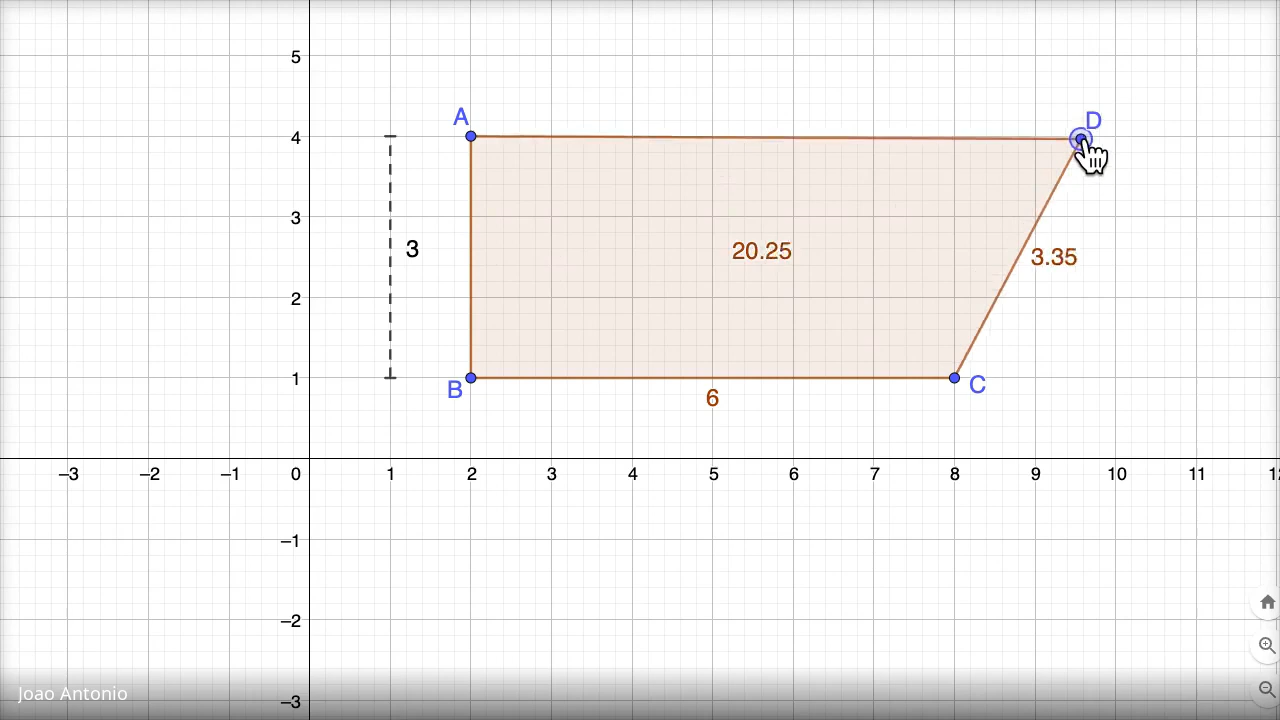 5
A
D
4
3
3
20.25
3.35
2
1
B
C
6
–3 –2 –1 0 1 2 3 4 5 6 7 8 9 10 11
–1
–2
Joao Antonio
–3